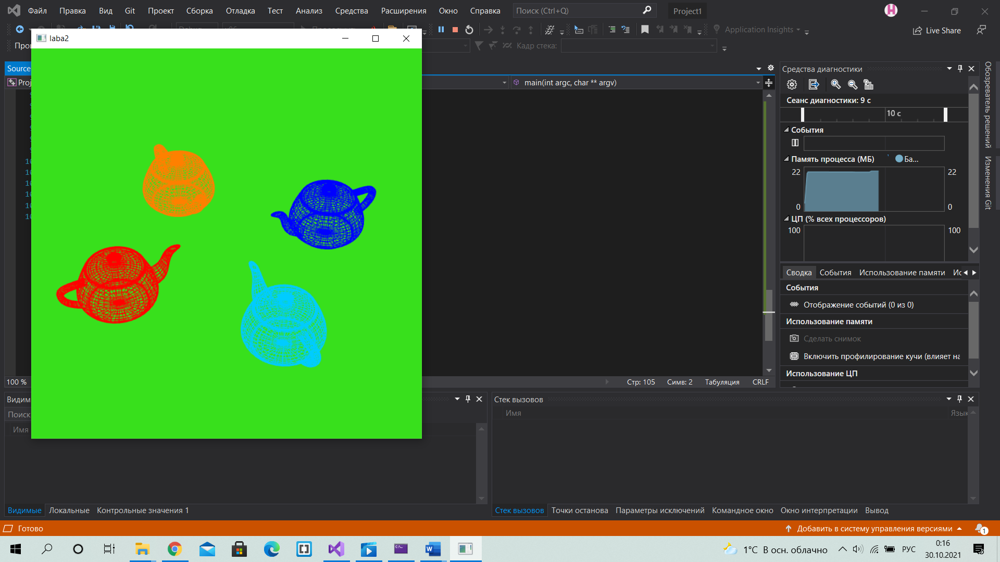 Файл Правка Вид Git Проект Сборка Отладка Тест Анализ Средства Расширения Окно Справка Поиск (Ctrl+Q) Project1
Application Insights Live Share
Кадр стека:
laba2
Source
main(int argc, char ** argv)
100 %
Стр: 105 Симв: 2 Табуляция CRLF
Средства диагностики
Сеанс диагностики: 9 с
10 с
События
Память процесса (МБ) Ба...
22 22
0 0
ЦП (% всех процессоров)
100 100
Сводка События Использование памяти
События
Отображение событий (0 из 0)
Использование памяти
Сделать снимок
Включить профилирование кучи (влияет на
Использование ЦП
Обозреватель решений
Изменения Git
Поиск
Имя
Видимые Локальные Контрольные значения 1
Стек вызовов
Имя Язык
Стек вызовов Точки останова Параметры исключений Командное окно Окно интерпретации Вывод
Готово
Добавить в систему управления версиями 1
1°C В осн. облачно РУС
0:16
30.10.2021